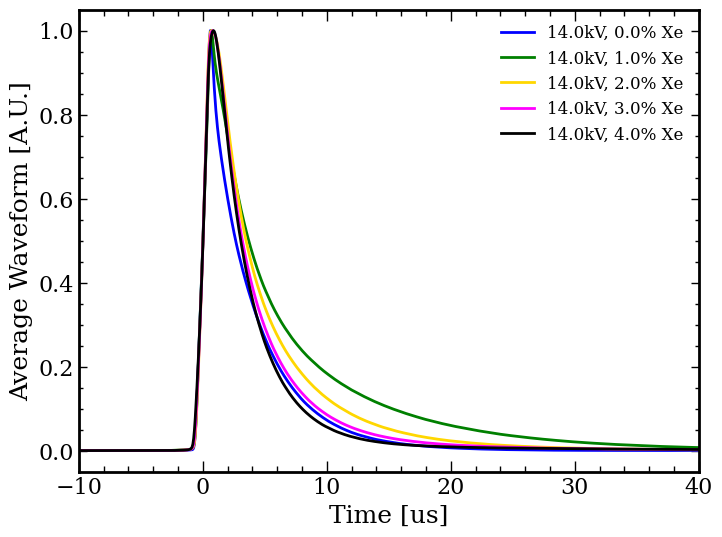 1.0
0.8
0.6
0.4
0.2
0.0
Average Waveform [A.U.]
14.0kV, 0.0% Xe
14.0kV, 1.0% Xe
14.0kV, 2.0% Xe
14.0kV, 3.0% Xe
14.0kV, 4.0% Xe
−10 0 10 20 30 40
Time [us]